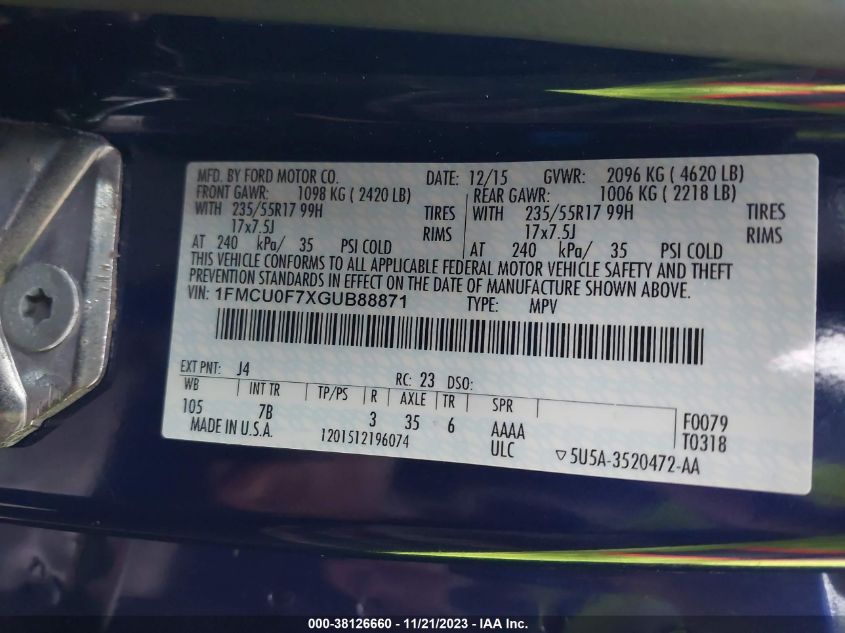 MFD. BY FORD MOTOR CO. DATE: 12/15 GVWR: 2096 KG ( 4620 LB)
FRONT GAWR: 1098 KG ( 2420 LB) REAR GAWR: 1006 KG ( 2218 LB)
WITH 235/55R17 99H TIRES WITH 235/55R17 99H TIRES
17x7.5J RIMS 17x7.5J RIMS
AT 240 kPa/ 35 PSI COLD AT 240 kPa/ 35 PSI COLD
THIS VEHICLE CONFORMS TO ALL APPLICABLE FEDERAL MOTOR VEHICLE SAFETY AND THEFT
PREVENTION STANDARDS IN EFFECT ON THE DATE OF MANUFACTURE SHOWN ABOVE.
VIN: 1FMCU0F7XGUB88871 TYPE: MPV
EXT PNT: J4 RC: 23 DSO:
WB INT TR TP/PS R AXLE TR SPR
105 7B 3 35 6 AAAA F0079
MADE IN U.S.A. 1201512196074 ULC T0318
▽5U5A-3520472-AA
000-38126660 - 11/21/2023 - IAA Inc.